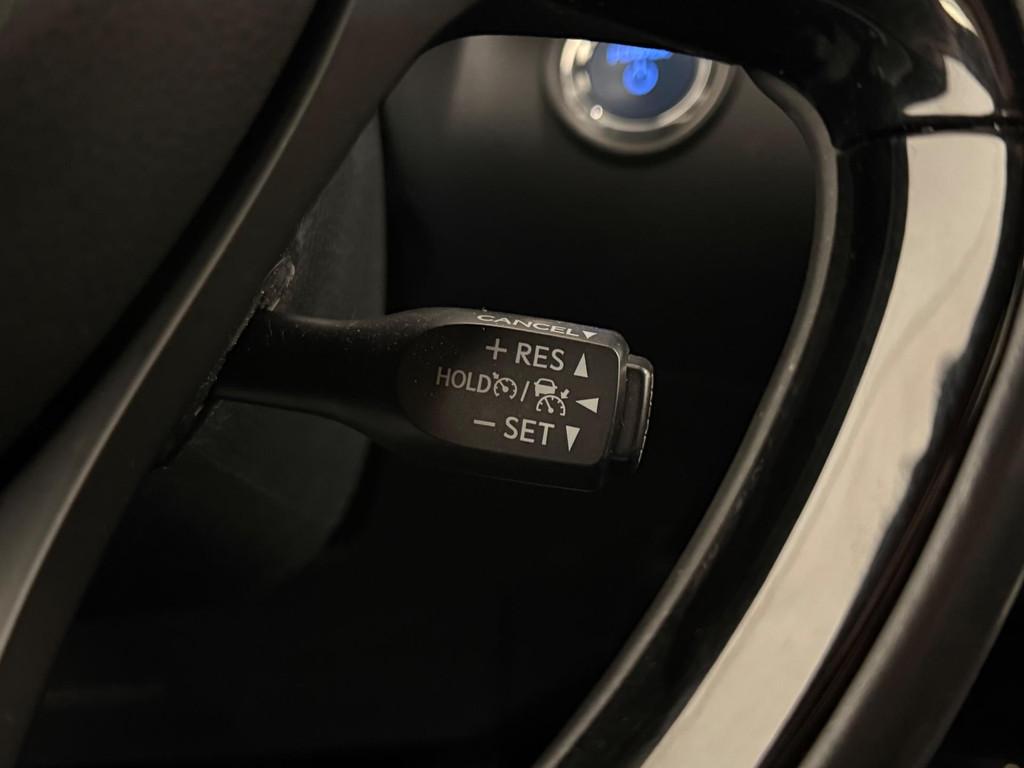 CANCEL▼
+ RES ▲
HOLD / ◀
− SET ▼